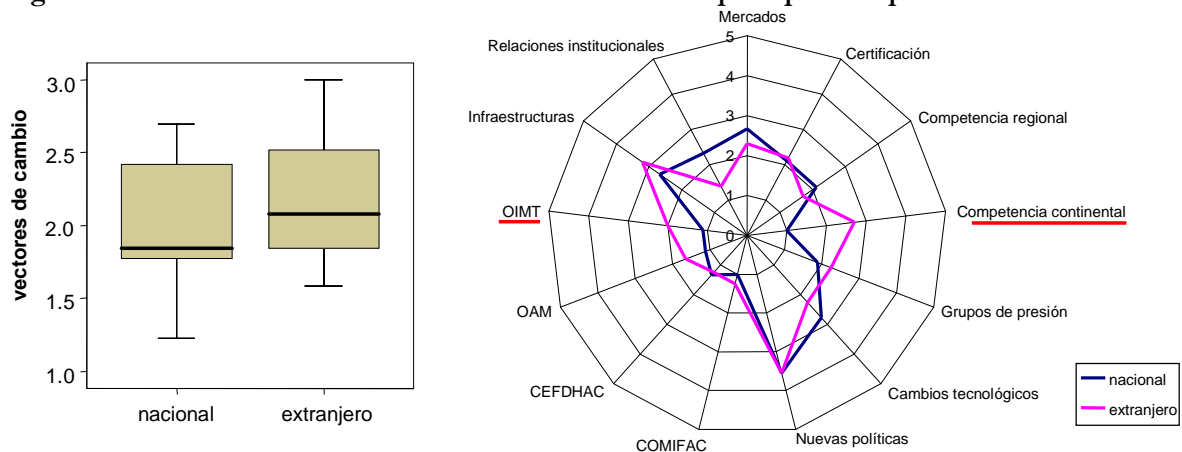 vectores de cambio
3.0
2.5
2.0
1.5
1.0
nacional
extranjero
Mercados
Certificación
Competencia regional
Competencia continental
Grupos de presión
Cambios tecnológicos
Nuevas políticas
COMIFAC
CEFDHAC
OAM
OIMT
Infraestructuras
Relaciones institucionales
5
4
3
2
1
0
nacional
extranjero